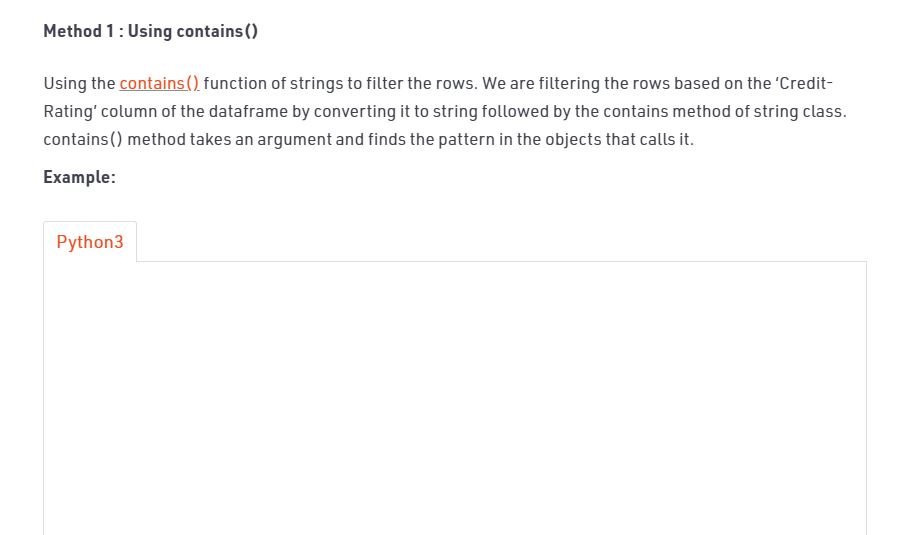 Method 1 : Using contains()
Using the contains() function of strings to filter the rows. We are filtering the rows based on the ‘Credit-
Rating’ column of the dataframe by converting it to string followed by the contains method of string class.
contains() method takes an argument and finds the pattern in the objects that calls it.
Example:
Python3